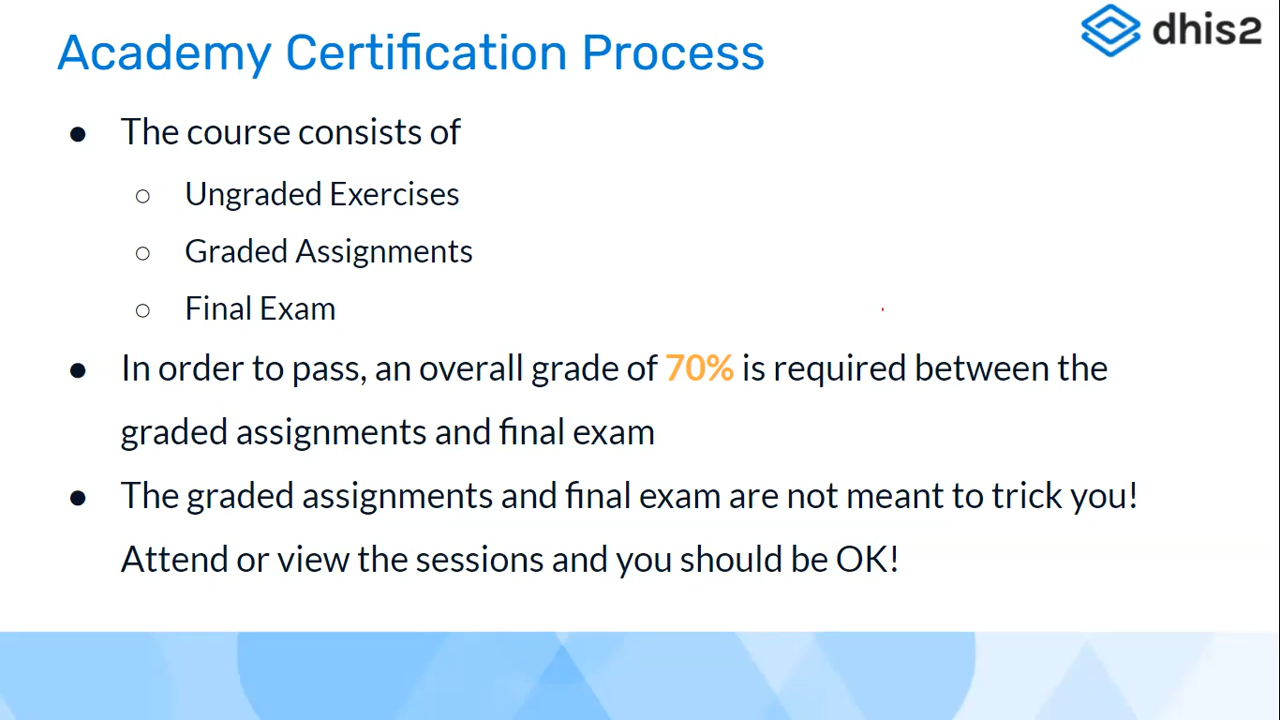 Academy Certification Process
dhis2
● The course consists of
○ Ungraded Exercises
○ Graded Assignments
○ Final Exam
● In order to pass, an overall grade of 70% is required between the
graded assignments and final exam
● The graded assignments and final exam are not meant to trick you!
Attend or view the sessions and you should be OK!